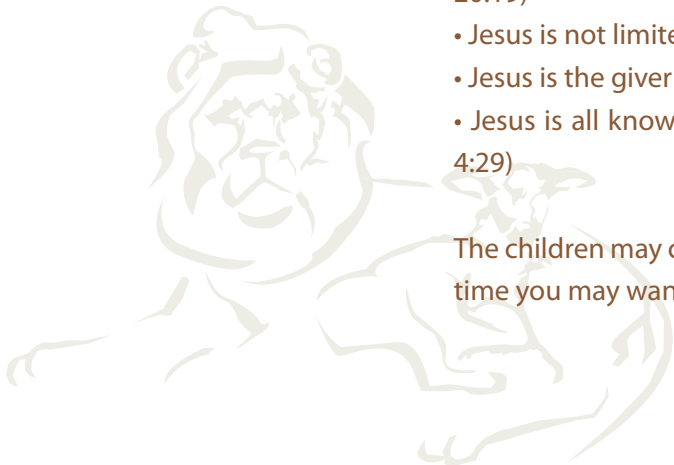 • Jesus is not limite
• Jesus is the giver
• Jesus is all know
4:29)
The children may
time you may wan